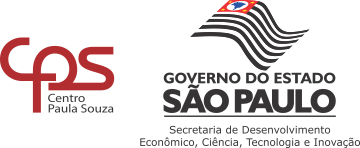 cps
Centro
Paula Souza
GOVERNO DO ESTADO
SÃO PAULO
Secretaria de Desenvolvimento
Econômico, Ciência, Tecnologia e Inovação